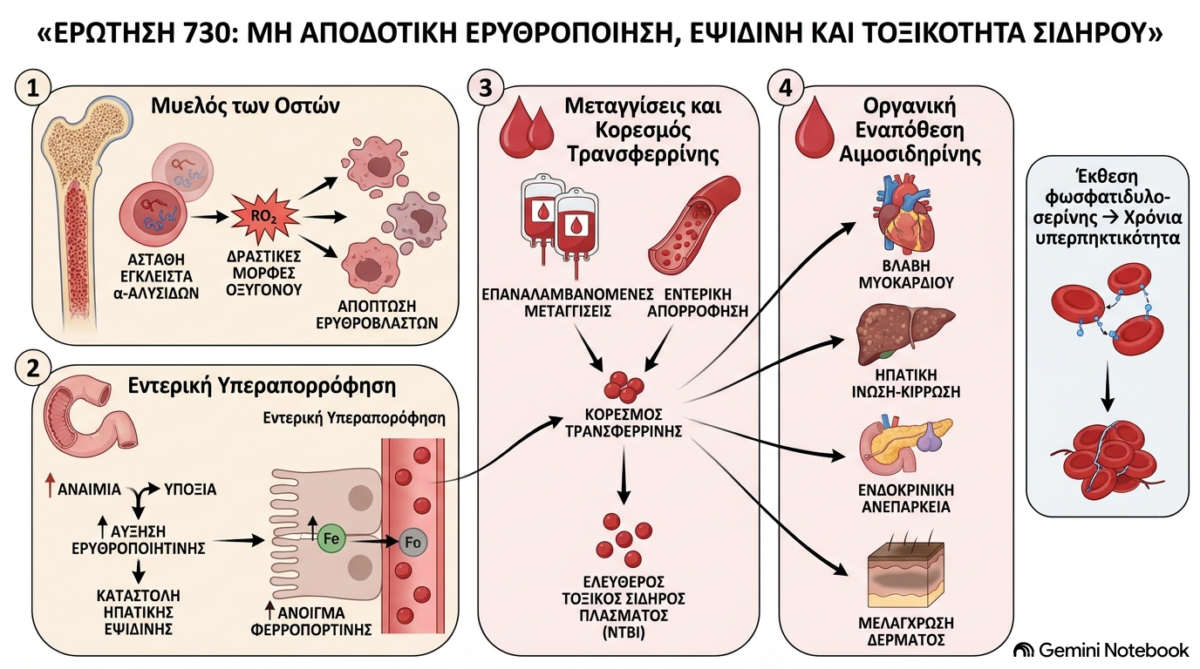 «ΕΡΩΤΗΣΗ 730: ΜΗ ΑΠΟΔΟΤΙΚΗ ΕΡΥΘΡΟΠΟΙΗΣΗ, ΕΨΙΔΙΝΗ ΚΑΙ ΤΟΞΙΚΟΤΗΤΑ ΣΙΔΗΡΟΥ»
1
Μυελός των Οστών
ΑΣΤΑΘΗ
ΕΓΚΛΕΙΣΤΑ
α-ΑΛΥΣΙΔΩΝ
RO₂
ΔΡΑΣΤΙΚΕΣ
ΜΟΡΦΕΣ
ΟΞΥΓΟΝΟΥ
ΑΠΟΠΤΩΣΗ
ΕΡΥΘΡΟΒΛΑΣΤΩΝ
2
Εντερική Υπεραπορρόφηση
Εντερική Υπεραπορόφηση
ΑΝΑΙΜΙΑ
ΥΠΟΞΙΑ
ΑΥΞΗΣΗ
ΕΡΥΘΡΟΠΟΙΗΤΙΝΗΣ
ΚΑΤΑΣΤΟΛΗ
ΗΠΑΤΙΚΗΣ
ΕΨΙΔΙΝΗΣ
Fe
Fo
ΑΝΟΙΓΜΑ
ΦΕΡΡΟΠΟΡΤΙΝΗΣ
3
Μεταγγίσεις και
Κορεσμός
Τρανσφερρίνης
ΕΠΑΝΑΛΑΜΒΑΝΟΜΕΝΕΣ
ΜΕΤΑΓΓΙΣΕΙΣ
ΕΝΤΕΡΙΚΗ
ΑΠΟΡΡΟΦΗΣΗ
ΚΟΡΕΣΜΟΣ
ΤΡΑΝΣΦΕΡΡΙΝΗΣ
ΕΛΕΥΘΕΡΟΣ
ΤΟΞΙΚΟΣ ΣΙΔΗΡΟΣ
ΠΛΑΣΜΑΤΟΣ
(NTBI)
4
Οργανική
Εναπόθεση
Αιμοσιδηρίνης
ΒΛΑΒΗ
ΜΥΟΚΑΡΔΙΟΥ
ΗΠΑΤΙΚΗ
ΙΝΩΣΗ-ΚΙΡΡΩΣΗ
ΕΝΔΟΚΡΙΝΙΚΗ
ΑΝΕΠΑΡΚΕΙΑ
ΜΕΛΑΓΧΡΩΣΗ
ΔΕΡΜΑΤΟΣ
Έκθεση
φωσφατιδυλο-
σερίνης → Χρόνια
υπερπηκτικότητα
Gemini Notebook